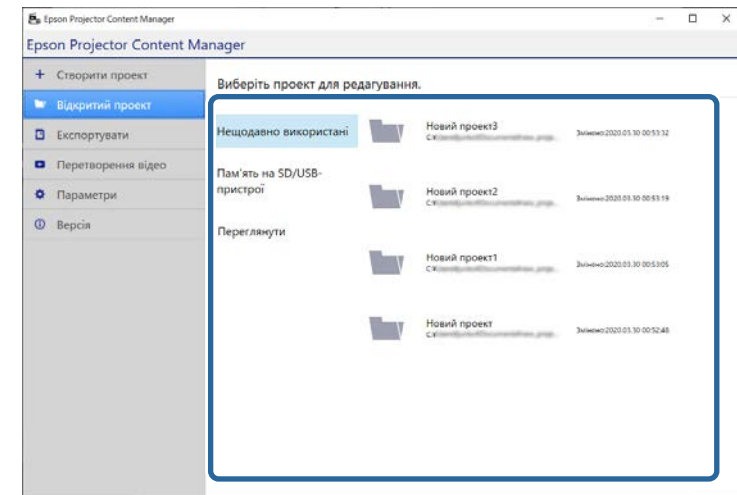 Epson Projector Content Manager
Epson Projector Content Manager
Створити проект
Відкритий проект
Експортувати
Перетворення відео
Параметри
Версія
Виберіть проект для редагування.
Нещодавно використані
Пам'ять на SD/USB-
пристрої
Переглянути
Новий проект3
C:¥
Змінено:2020.03.30 00:53:32
Новий проект2
C:¥
Змінено:2020.03.30 00:53:19
Новий проект1
C:¥
Змінено:2020.03.30 00:53:05
Новий проект
C:¥
Змінено:2020.03.30 00:52:48